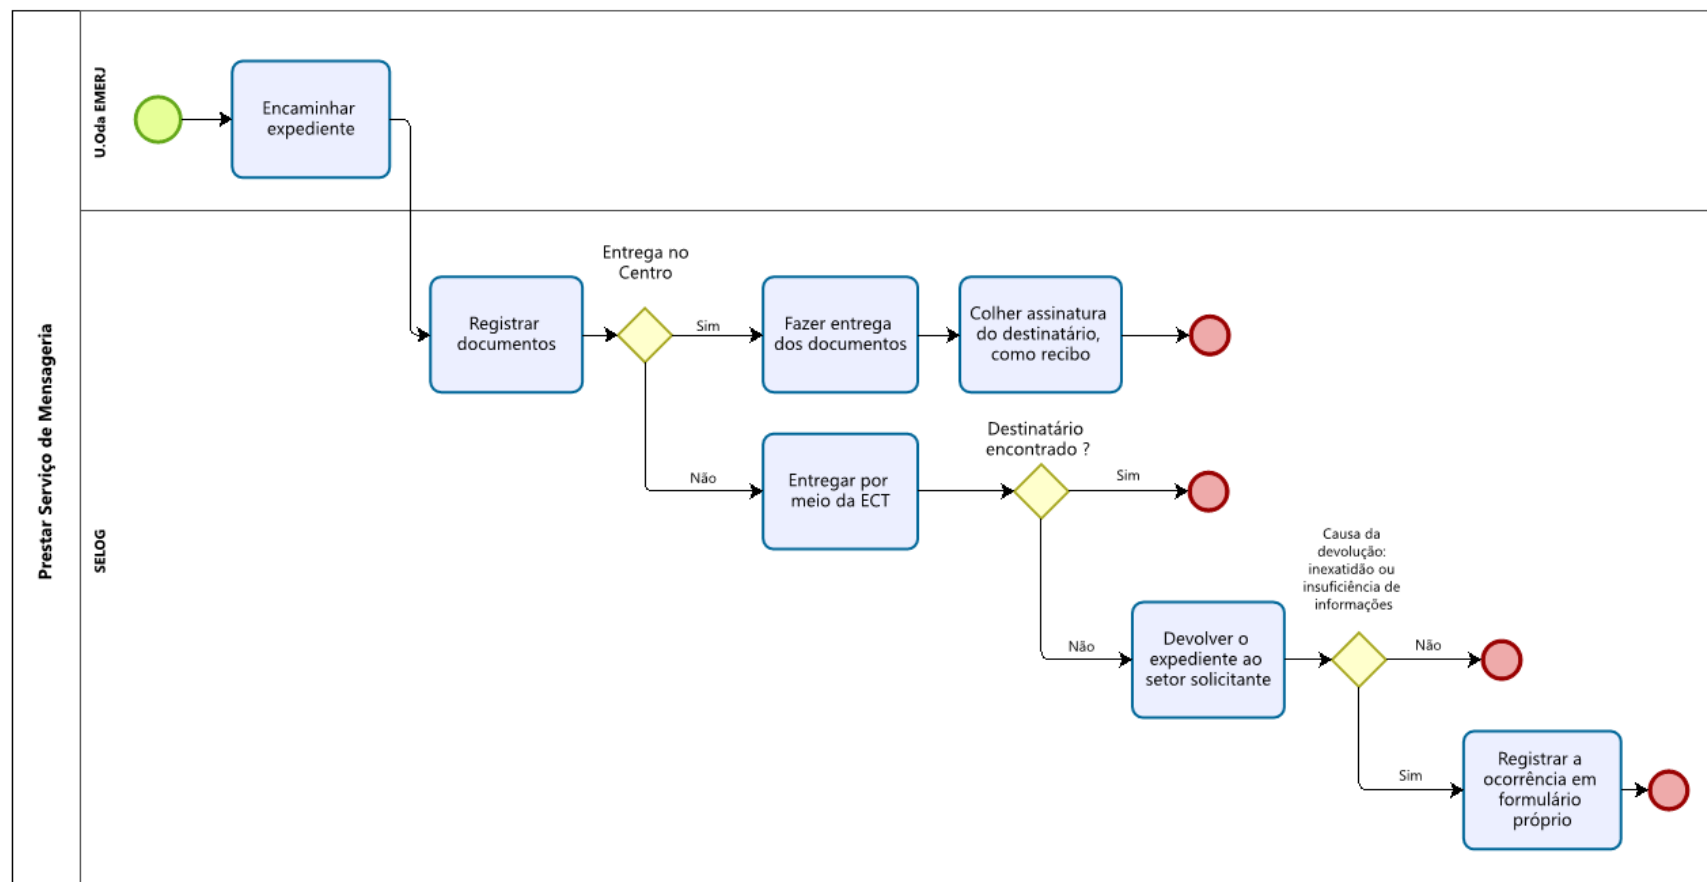 Prestar Serviço de Mensageria
U.Oda EMERJ
Encaminhar
expediente
SELOG
Registrar
documentos
Entrega no
Centro
Sim
Fazer entrega
dos documentos
Colher assinatura
do destinatário,
como recibo
Não
Entregar por
meio da ECT
Destinatário
encontrado ?
Sim
Não
Devolver o
expediente ao
setor solicitante
Causa da
devolução:
inexatidão ou
insuficiência de
informações
Não
Sim
Registrar a
ocorrência em
formulário
próprio